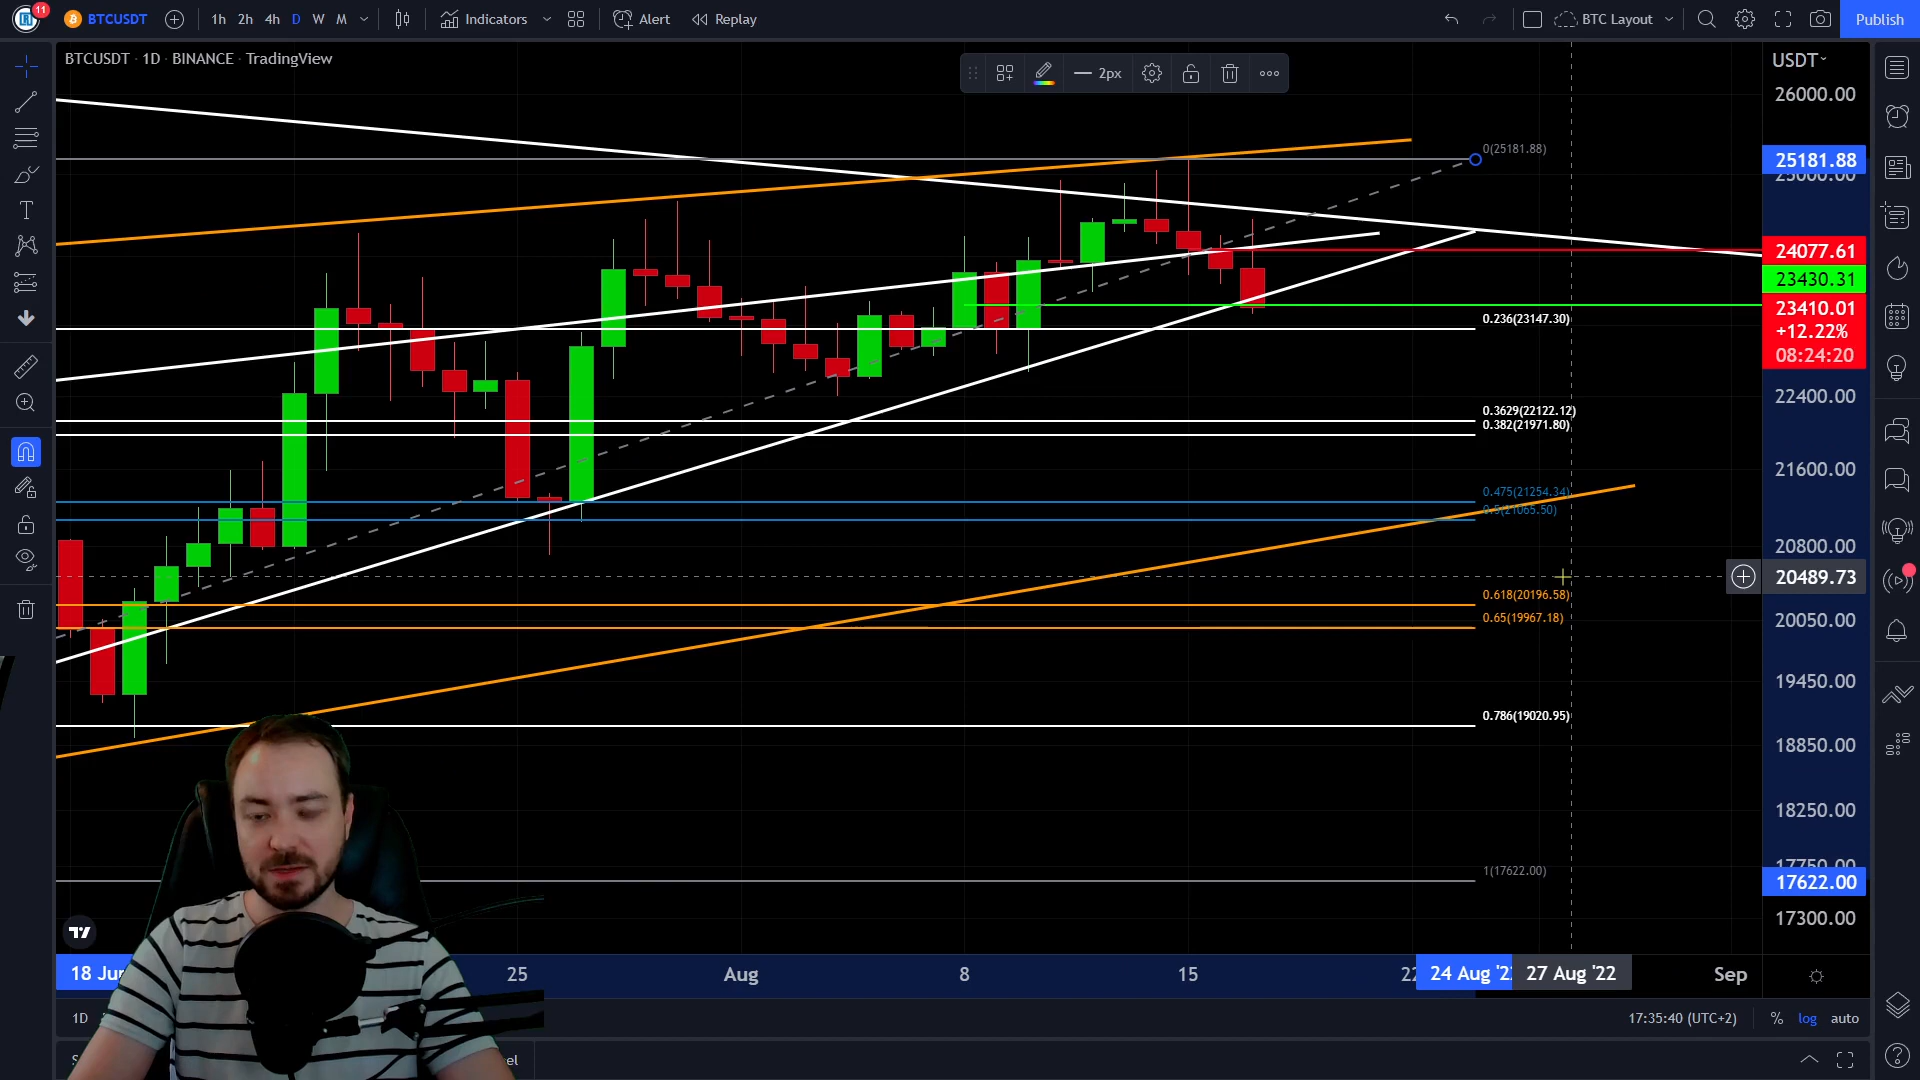 11
BTCUSDT
1h 2h 4h D W M
Indicators
Alert
Replay
BTC Layout
Publish
BTCUSDT · 1D · BINANCE · TradingView
2px
USDT
26000.00
0(25181.88)
25181.88
25000.00
24077.61
23430.31
23410.01
+12.22%
08:24:20
0.236(23147.30)
22400.00
0.3629(22122.12)
0.382(21971.80)
21600.00
0.475(21254.34)
0.5(21065.50)
20800.00
20489.73
0.618(20196.58)
0.65(19967.18)
20050.00
19450.00
0.786(19020.95)
18850.00
18250.00
17750.00
1(17622.00)
17622.00
17300.00
18 Jun 25 Aug 8 15 22 24 Aug '22 27 Aug '22 Sep
1D
17:35:40 (UTC+2)
% log auto